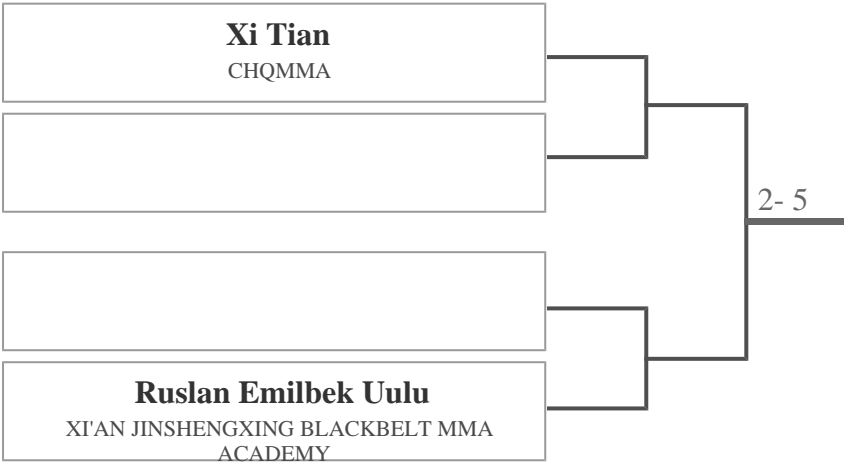 Xi Tian
CHQMMA
2- 5
Ruslan Emilbek Uulu
XI'AN JINSHENGXING BLACKBELT MMA
ACADEMY